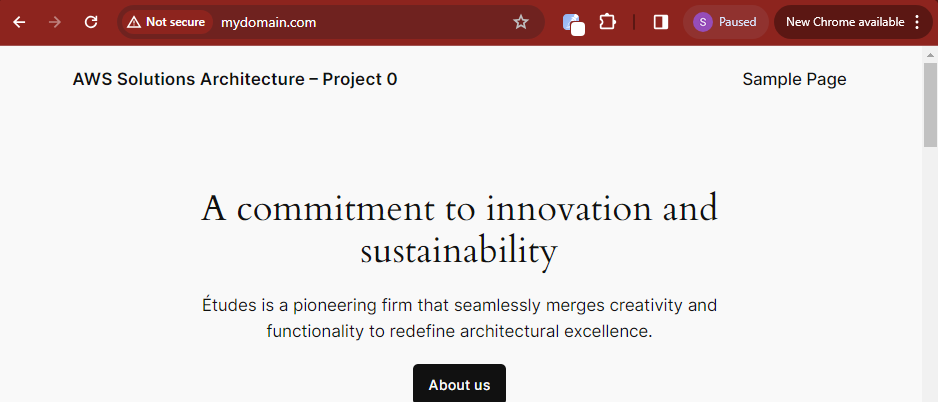 Not secure mydomain.com S Paused New Chrome available
AWS Solutions Architecture – Project 0 Sample Page
A commitment to innovation and
sustainability
Études is a pioneering firm that seamlessly merges creativity and
functionality to redefine architectural excellence.
About us